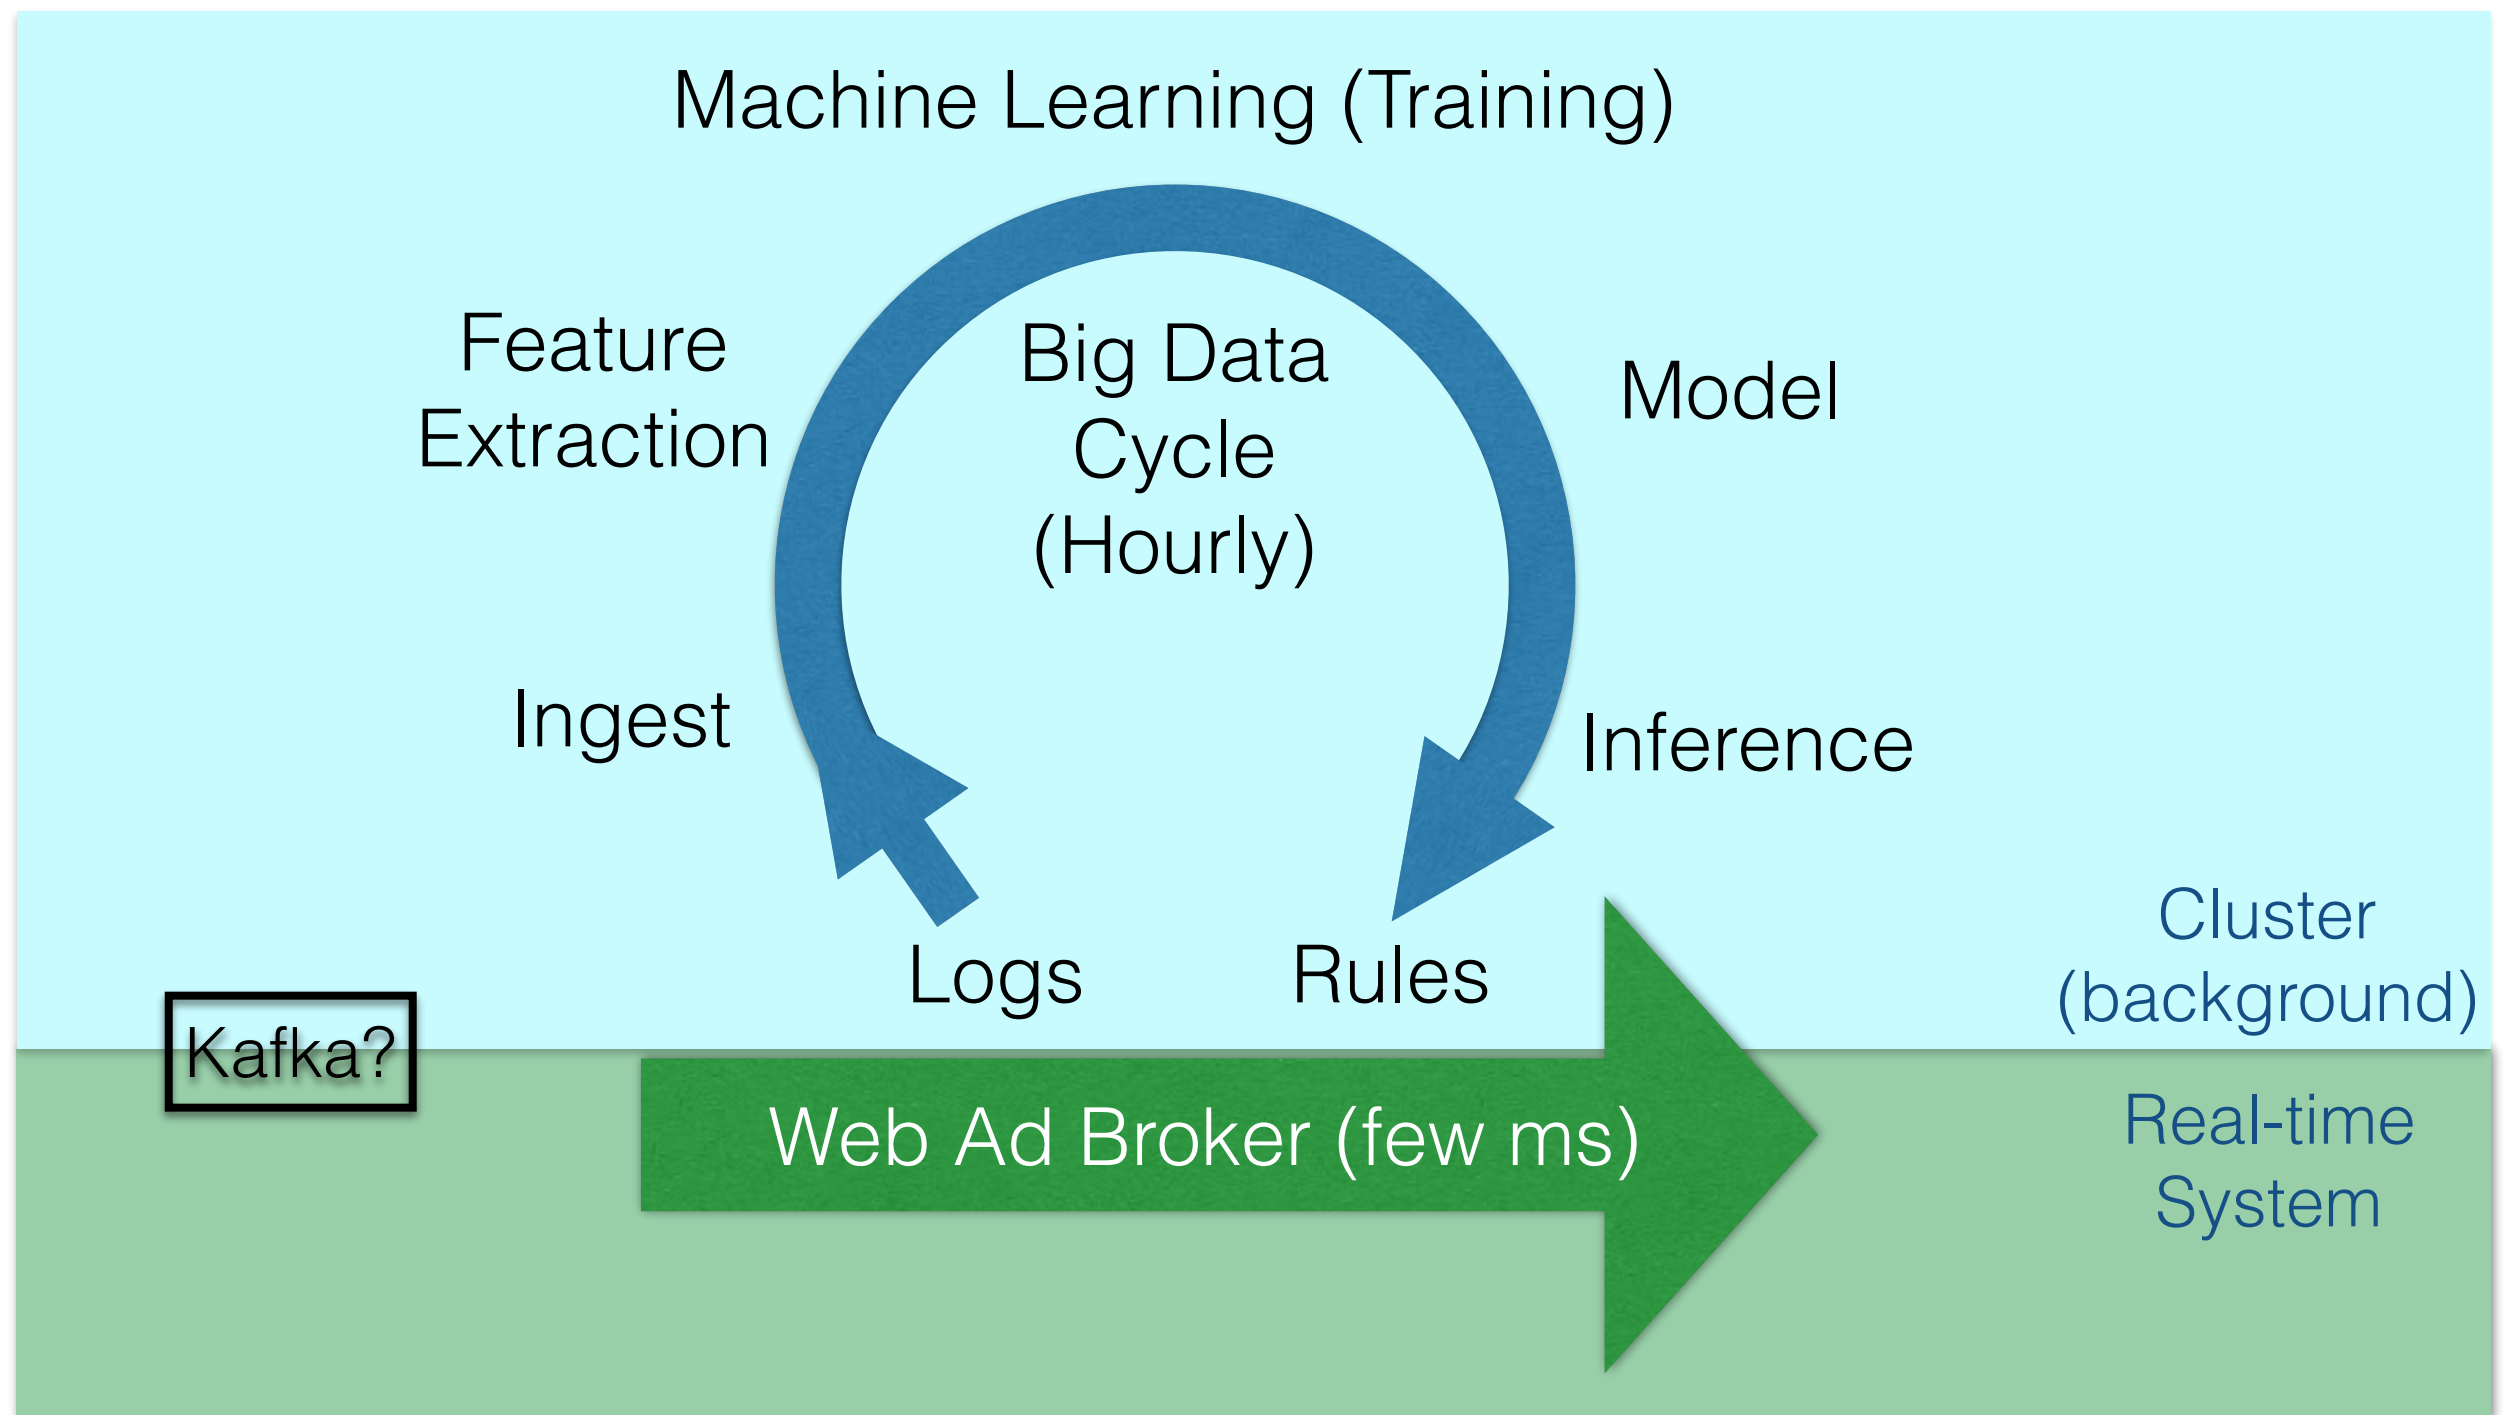 Machine Learning (Training)
Feature
Extraction
Big Data
Cycle
(Hourly)
Model
Ingest
Inference
Logs
Rules
Cluster
(background)
Kafka?
Web Ad Broker (few ms)
Real-time
System